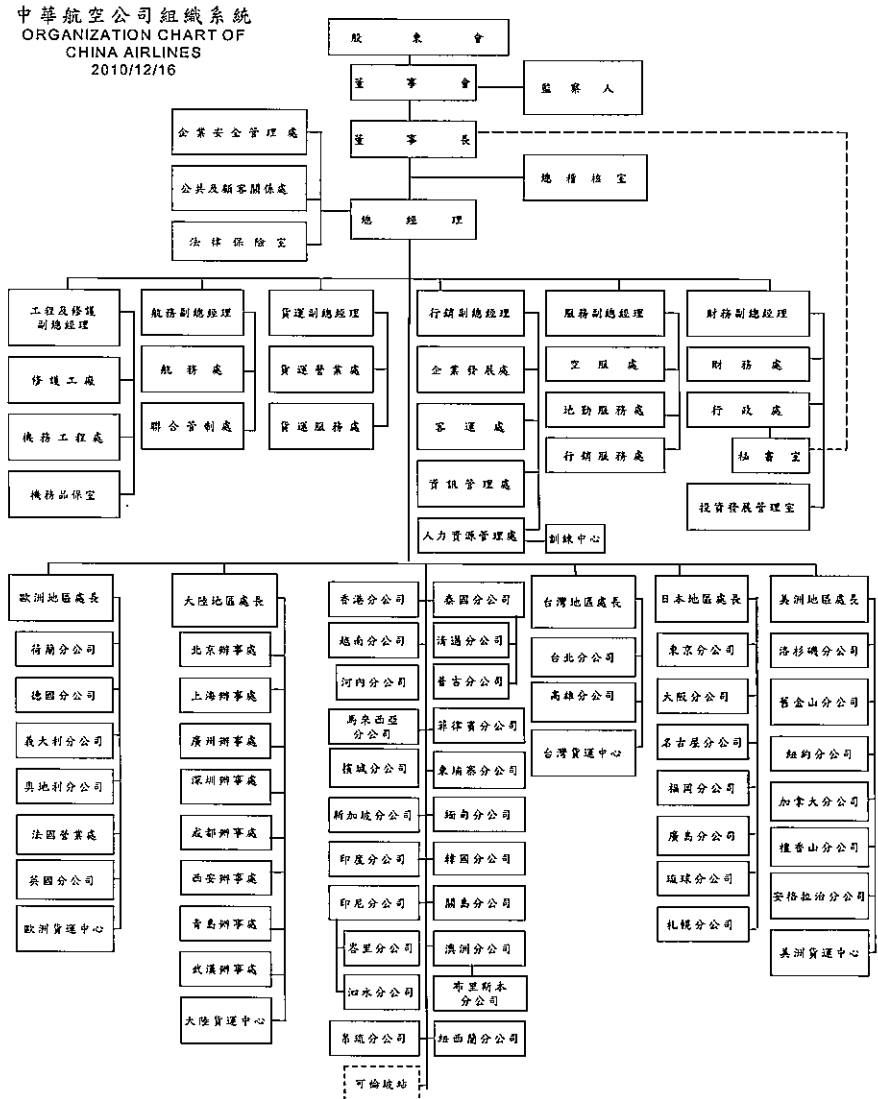 中華航空公司組織系統
ORGANIZATION CHART OF
CHINA AIRLINES
2010/12/16
股東會
董事會
監察人
董事長
總稽核室
企業安全管理處
公共及顧客關係處
法律保險室
總經理
工程及修護
副總經理
修護工廠
機務工程處
機務品保室
航務副總經理
航務處
聯合管制處
貨運副總經理
貨運營業處
貨運服務處
行銷副總經理
企業發展處
客運處
資訊管理處
人力資源管理處
訓練中心
服務副總經理
空服處
地勤服務處
行銷服務處
財務副總經理
財務處
行政處
秘書室
投資發展管理室
歐洲地區處長
荷蘭分公司
德國分公司
義大利分公司
奧地利分公司
法國營業處
英國分公司
歐洲貨運中心
大陸地區處長
北京辦事處
上海辦事處
廣州辦事處
深圳辦事處
成都辦事處
西安辦事處
青島辦事處
武漢辦事處
大陸貨運中心
香港分公司
越南分公司
河內分公司
馬來西亞
分公司
檳城分公司
新加坡分公司
印度分公司
印尼分公司
峇里分公司
泗水分公司
帛琉分公司
可倫坡站
泰國分公司
清邁分公司
普吉分公司
菲律賓分公司
柬埔寨分公司
緬甸分公司
韓國分公司
關島分公司
澳洲分公司
布里斯本
分公司
紐西蘭分公司
台灣地區處長
台北分公司
高雄分公司
台灣貨運中心
日本地區處長
東京分公司
大阪分公司
名古屋分公司
福岡分公司
廣島分公司
琉球分公司
札幌分公司
美洲地區處長
洛杉磯分公司
舊金山分公司
紐約分公司
加拿大分公司
檀香山分公司
安格拉治分公司
美洲貨運中心